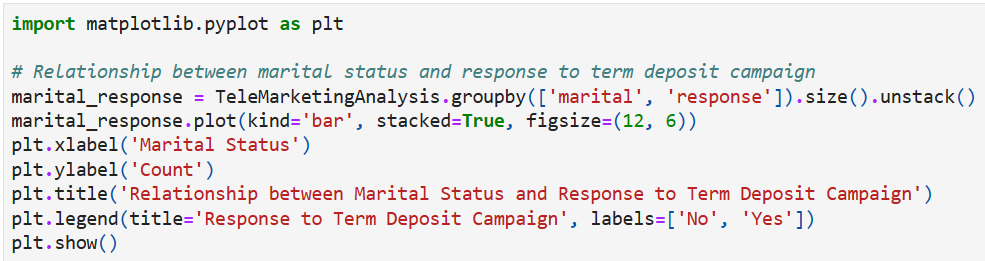 import matplotlib.pyplot as plt
# Relationship between marital status and response to term deposit campaign
marital_response = TeleMarketingAnalysis.groupby(['marital', 'response']).size().unstack()
marital_response.plot(kind='bar', stacked=True, figsize=(12, 6))
plt.xlabel('Marital Status')
plt.ylabel('Count')
plt.title('Relationship between Marital Status and Response to Term Deposit Campaign')
plt.legend(title='Response to Term Deposit Campaign', labels=['No', 'Yes'])
plt.show()